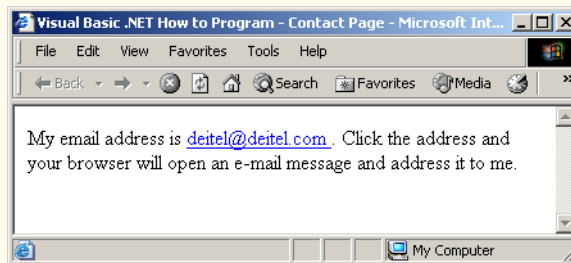 Visual Basic .NET How to Program - Contact Page - Microsoft Int...
File Edit View Favorites Tools Help
Back Search Favorites Media »
My email address is deitel@deitel.com . Click the address and
your browser will open an e-mail message and address it to me.
My Computer